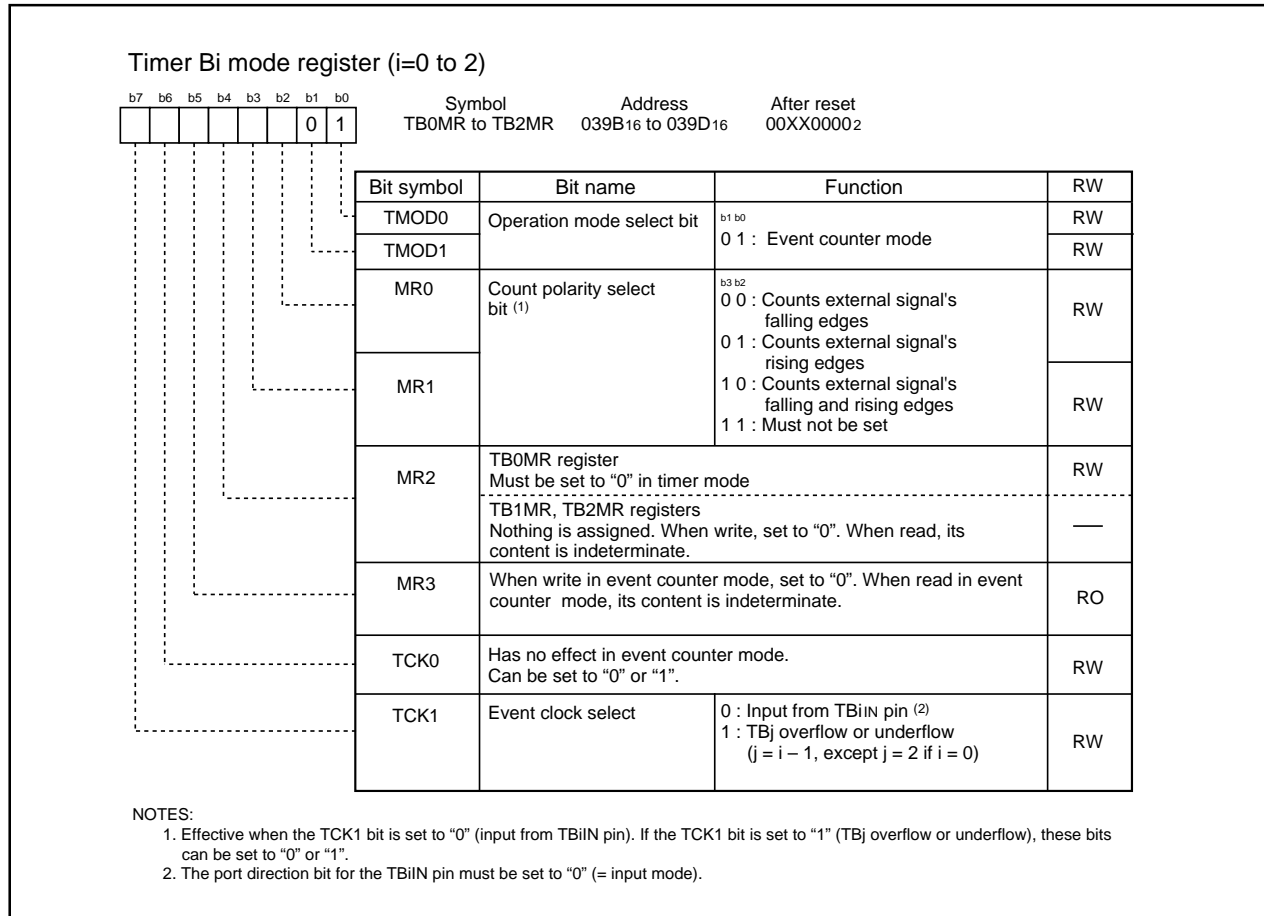 Timer Bi mode register (i=0 to 2)
b7 b6 b5 b4 b3 b2 b1 b0
0 1
Symbol Address After reset
TB0MR to TB2MR 039B16 to 039D16 00XX00002
Bit symbol Bit name Function RW
TMOD0 Operation mode select bit b1 b0 RW
TMOD1 0 1 : Event counter mode RW
MR0 Count polarity select b3 b2 RW
bit (1) 0 0 : Counts external signal's
falling edges
0 1 : Counts external signal's
rising edges
MR1 1 0 : Counts external signal's RW
falling and rising edges
1 1 : Must not be set
MR2 TB0MR register RW
Must be set to “0” in timer mode
TB1MR, TB2MR registers —
Nothing is assigned. When write, set to “0”. When read, its
content is indeterminate.
MR3 When write in event counter mode, set to “0”. When read in event RO
counter mode, its content is indeterminate.
TCK0 Has no effect in event counter mode. RW
Can be set to “0” or “1”.
TCK1 Event clock select 0 : Input from TBiIN pin (2) RW
1 : TBj overflow or underflow
(j = i – 1, except j = 2 if i = 0)
NOTES:
1. Effective when the TCK1 bit is set to “0” (input from TBiIN pin). If the TCK1 bit is set to “1” (TBj overflow or underflow), these bits
can be set to “0” or “1”.
2. The port direction bit for the TBiIN pin must be set to “0” (= input mode).